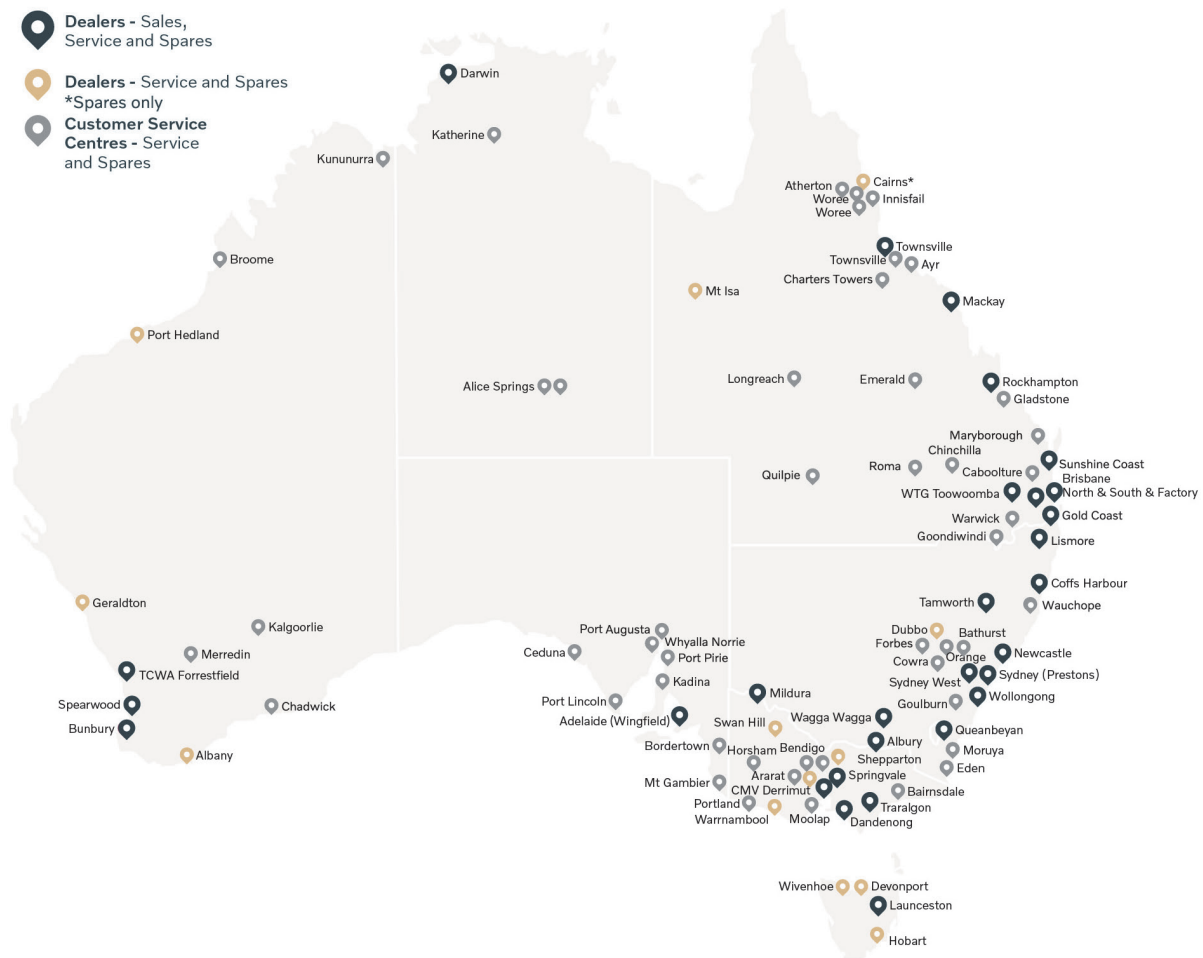 Dealers - Sales,
Service and Spares
Dealers - Service and Spares
*Spares only
Customer Service
Centres - Service
and Spares
Darwin
Katherine
Kununurra
Cairns*
Atherton
Woree
Innisfail
Woree
Townsville
Townsville
Ayr
Broome
Charters Towers
Mt Isa
Mackay
Port Hedland
Longreach
Emerald
Alice Springs
Rockhampton
Gladstone
Maryborough
Chinchilla
Sunshine Coast
Roma
Caboolture
Quilpie
Brisbane
WTG Toowoomba
North & South & Factory
Gold Coast
Warwick
Goondiwindi
Lismore
Coffs Harbour
Geraldton
Tamworth
Wauchope
Kalgoorlie
Port Augusta
Dubbo
Bathurst
Whyalla Norrie
Forbes
Merredin
Ceduna
Newcastle
Port Pirie
Orange
Cowra
TCWA Forrestfield
Sydney (Prestons)
Kadina
Sydney West
Mildura
Wollongong
Port Lincoln
Spearwood
Chadwick
Goulburn
Adelaide (Wingfield)
Swan Hill
Wagga Wagga
Bunbury
Queanbeyan
Albury
Bordertown
Horsham
Bendigo
Moruya
Albany
Shepparton
Eden
Ararat
Springvale
Mt Gambier
CMV Derrimut
Bairnsdale
Portland
Traralgon
Warrnambool
Moolap
Dandenong
Wivenhoe
Devonport
Launceston
Hobart